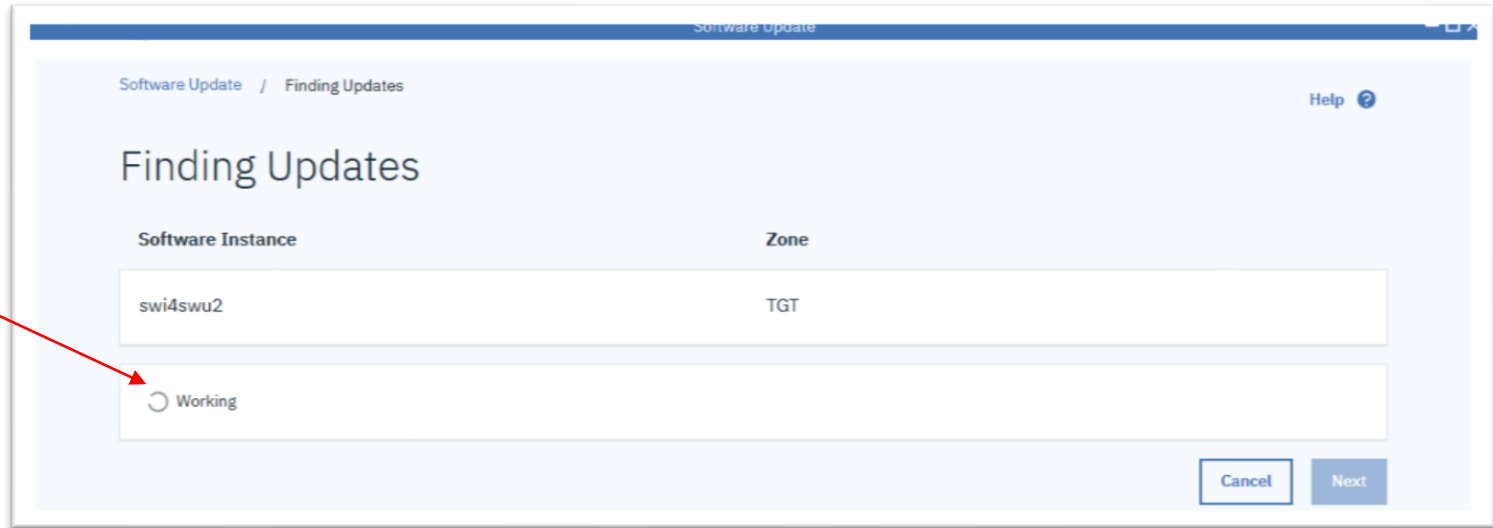 Software Update
Software Update / Finding Updates
Help ?
Finding Updates
Software Instance Zone
swi4swu2 TGT
Working
Cancel Next